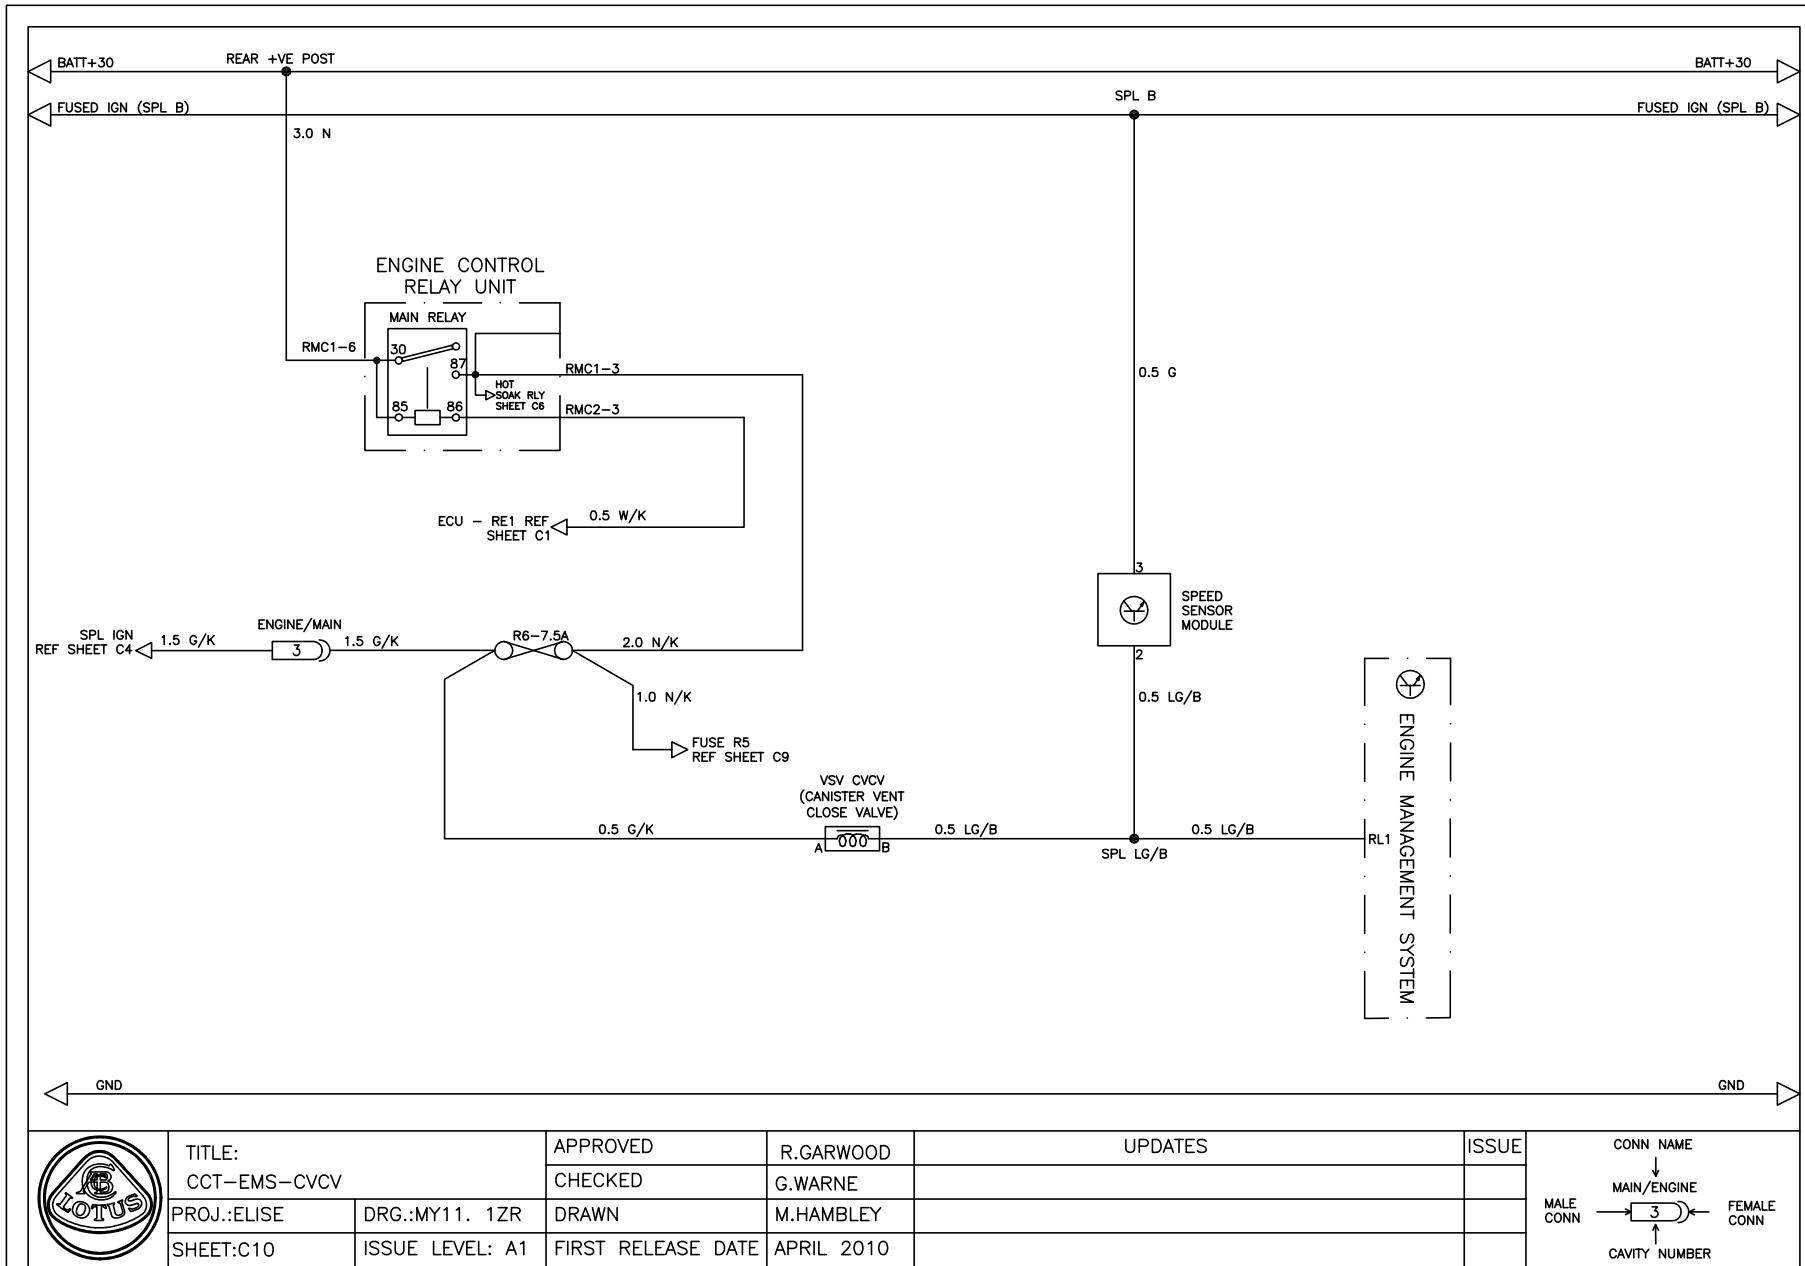 BATT+30
REAR +VE POST
BATT+30
FUSED IGN (SPL B)
SPL B
FUSED IGN (SPL B)
3.0 N
ENGINE CONTROL
RELAY UNIT
MAIN RELAY
RMC1-6
30
87
RMC1-3
HOT
SOAK RLY
SHEET C6
85
86
RMC2-3
0.5 G
ECU - RE1 REF
SHEET C1
0.5 W/K
3
SPEED
SENSOR
MODULE
2
SPL IGN
REF SHEET C4
1.5 G/K
ENGINE/MAIN
3
1.5 G/K
R6-7.5A
2.0 N/K
1.0 N/K
0.5 LG/B
FUSE R5
REF SHEET C9
VSV CVCV
(CANISTER VENT
CLOSE VALVE)
0.5 G/K
A
B
0.5 LG/B
SPL LG/B
0.5 LG/B
RL1
ENGINE MANAGEMENT SYSTEM
GND
GND
LOTUS
TITLE:
CCT-EMS-CVCV
PROJ.:ELISE
DRG.:MY11. 1ZR
SHEET:C10
ISSUE LEVEL: A1
APPROVED
R.GARWOOD
CHECKED
G.WARNE
DRAWN
M.HAMBLEY
FIRST RELEASE DATE
APRIL 2010
UPDATES
ISSUE
CONN NAME
MAIN/ENGINE
MALE
CONN
3
FEMALE
CONN
CAVITY NUMBER